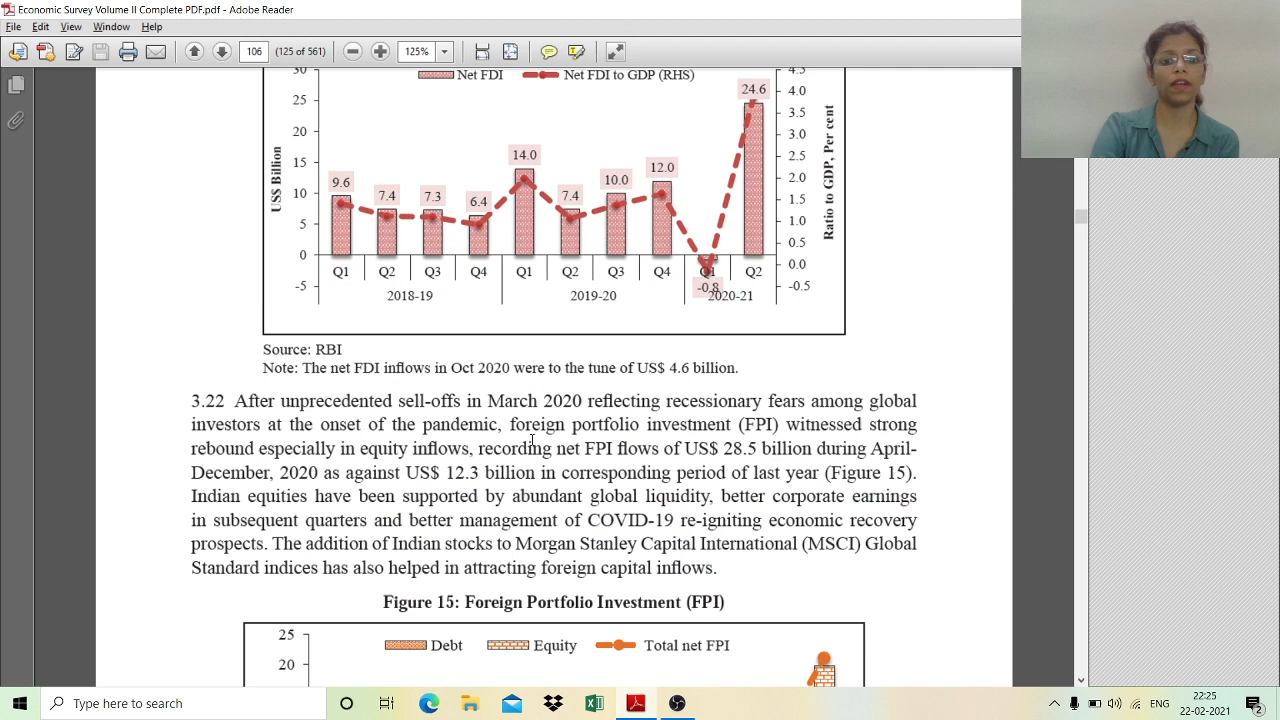 Economic Survey Volume II Complete PDF.pdf - Adobe Reader
File Edit View Window Help
106 (125 of 561) 125%
30 Net FDI Net FDI to GDP (RHS) 4.5
25 24.6 4.0
20 3.5
15 14.0 3.0
10 9.6 7.4 7.3 6.4 7.4 10.0 12.0 2.5
5 2.0
0 1.5
-5 1.0
0.5
0.0
-0.5
US$ Billion
Ratio to GDP, Per cent
Q1 Q2 Q3 Q4 Q1 Q2 Q3 Q4 Q1 Q2
-0.8
2018-19 2019-20 2020-21
Source: RBI
Note: The net FDI inflows in Oct 2020 were to the tune of US$ 4.6 billion.
3.22 After unprecedented sell-offs in March 2020 reflecting recessionary fears among global
investors at the onset of the pandemic, foreign portfolio investment (FPI) witnessed strong
rebound especially in equity inflows, recording net FPI flows of US$ 28.5 billion during April-
December, 2020 as against US$ 12.3 billion in corresponding period of last year (Figure 15).
Indian equities have been supported by abundant global liquidity, better corporate earnings
in subsequent quarters and better management of COVID-19 re-igniting economic recovery
prospects. The addition of Indian stocks to Morgan Stanley Capital International (MSCI) Global
Standard indices has also helped in attracting foreign capital inflows.
Figure 15: Foreign Portfolio Investment (FPI)
25 Debt Equity Total net FPI
20
Type here to search
ENG
22:25
22-02-2021
2